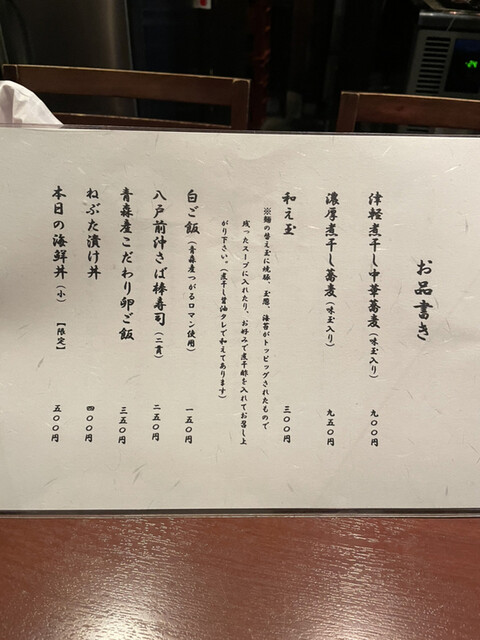 お品書き
津軽煮干し中華蕎麦（味玉入り） 九〇〇円
濃厚煮干し蕎麦（味玉入り） 九五〇円
和え玉 三〇〇円
※麺の替え玉に焼豚、玉葱、海苔がトッピングされたもので
残ったスープに入れたり、お好みで煮干酢を入れてお召し上
がり下さい。（煮干し醤油タレで和えてあります）
白ご飯（青森産つがるロマン使用） 一五〇円
八戸前沖さば棒寿司（二貫） 二五〇円
青森産こだわり卵ご飯 三五〇円
ねぶた漬け丼 四〇〇円
本日の海鮮丼（小）【限定】 五〇〇円